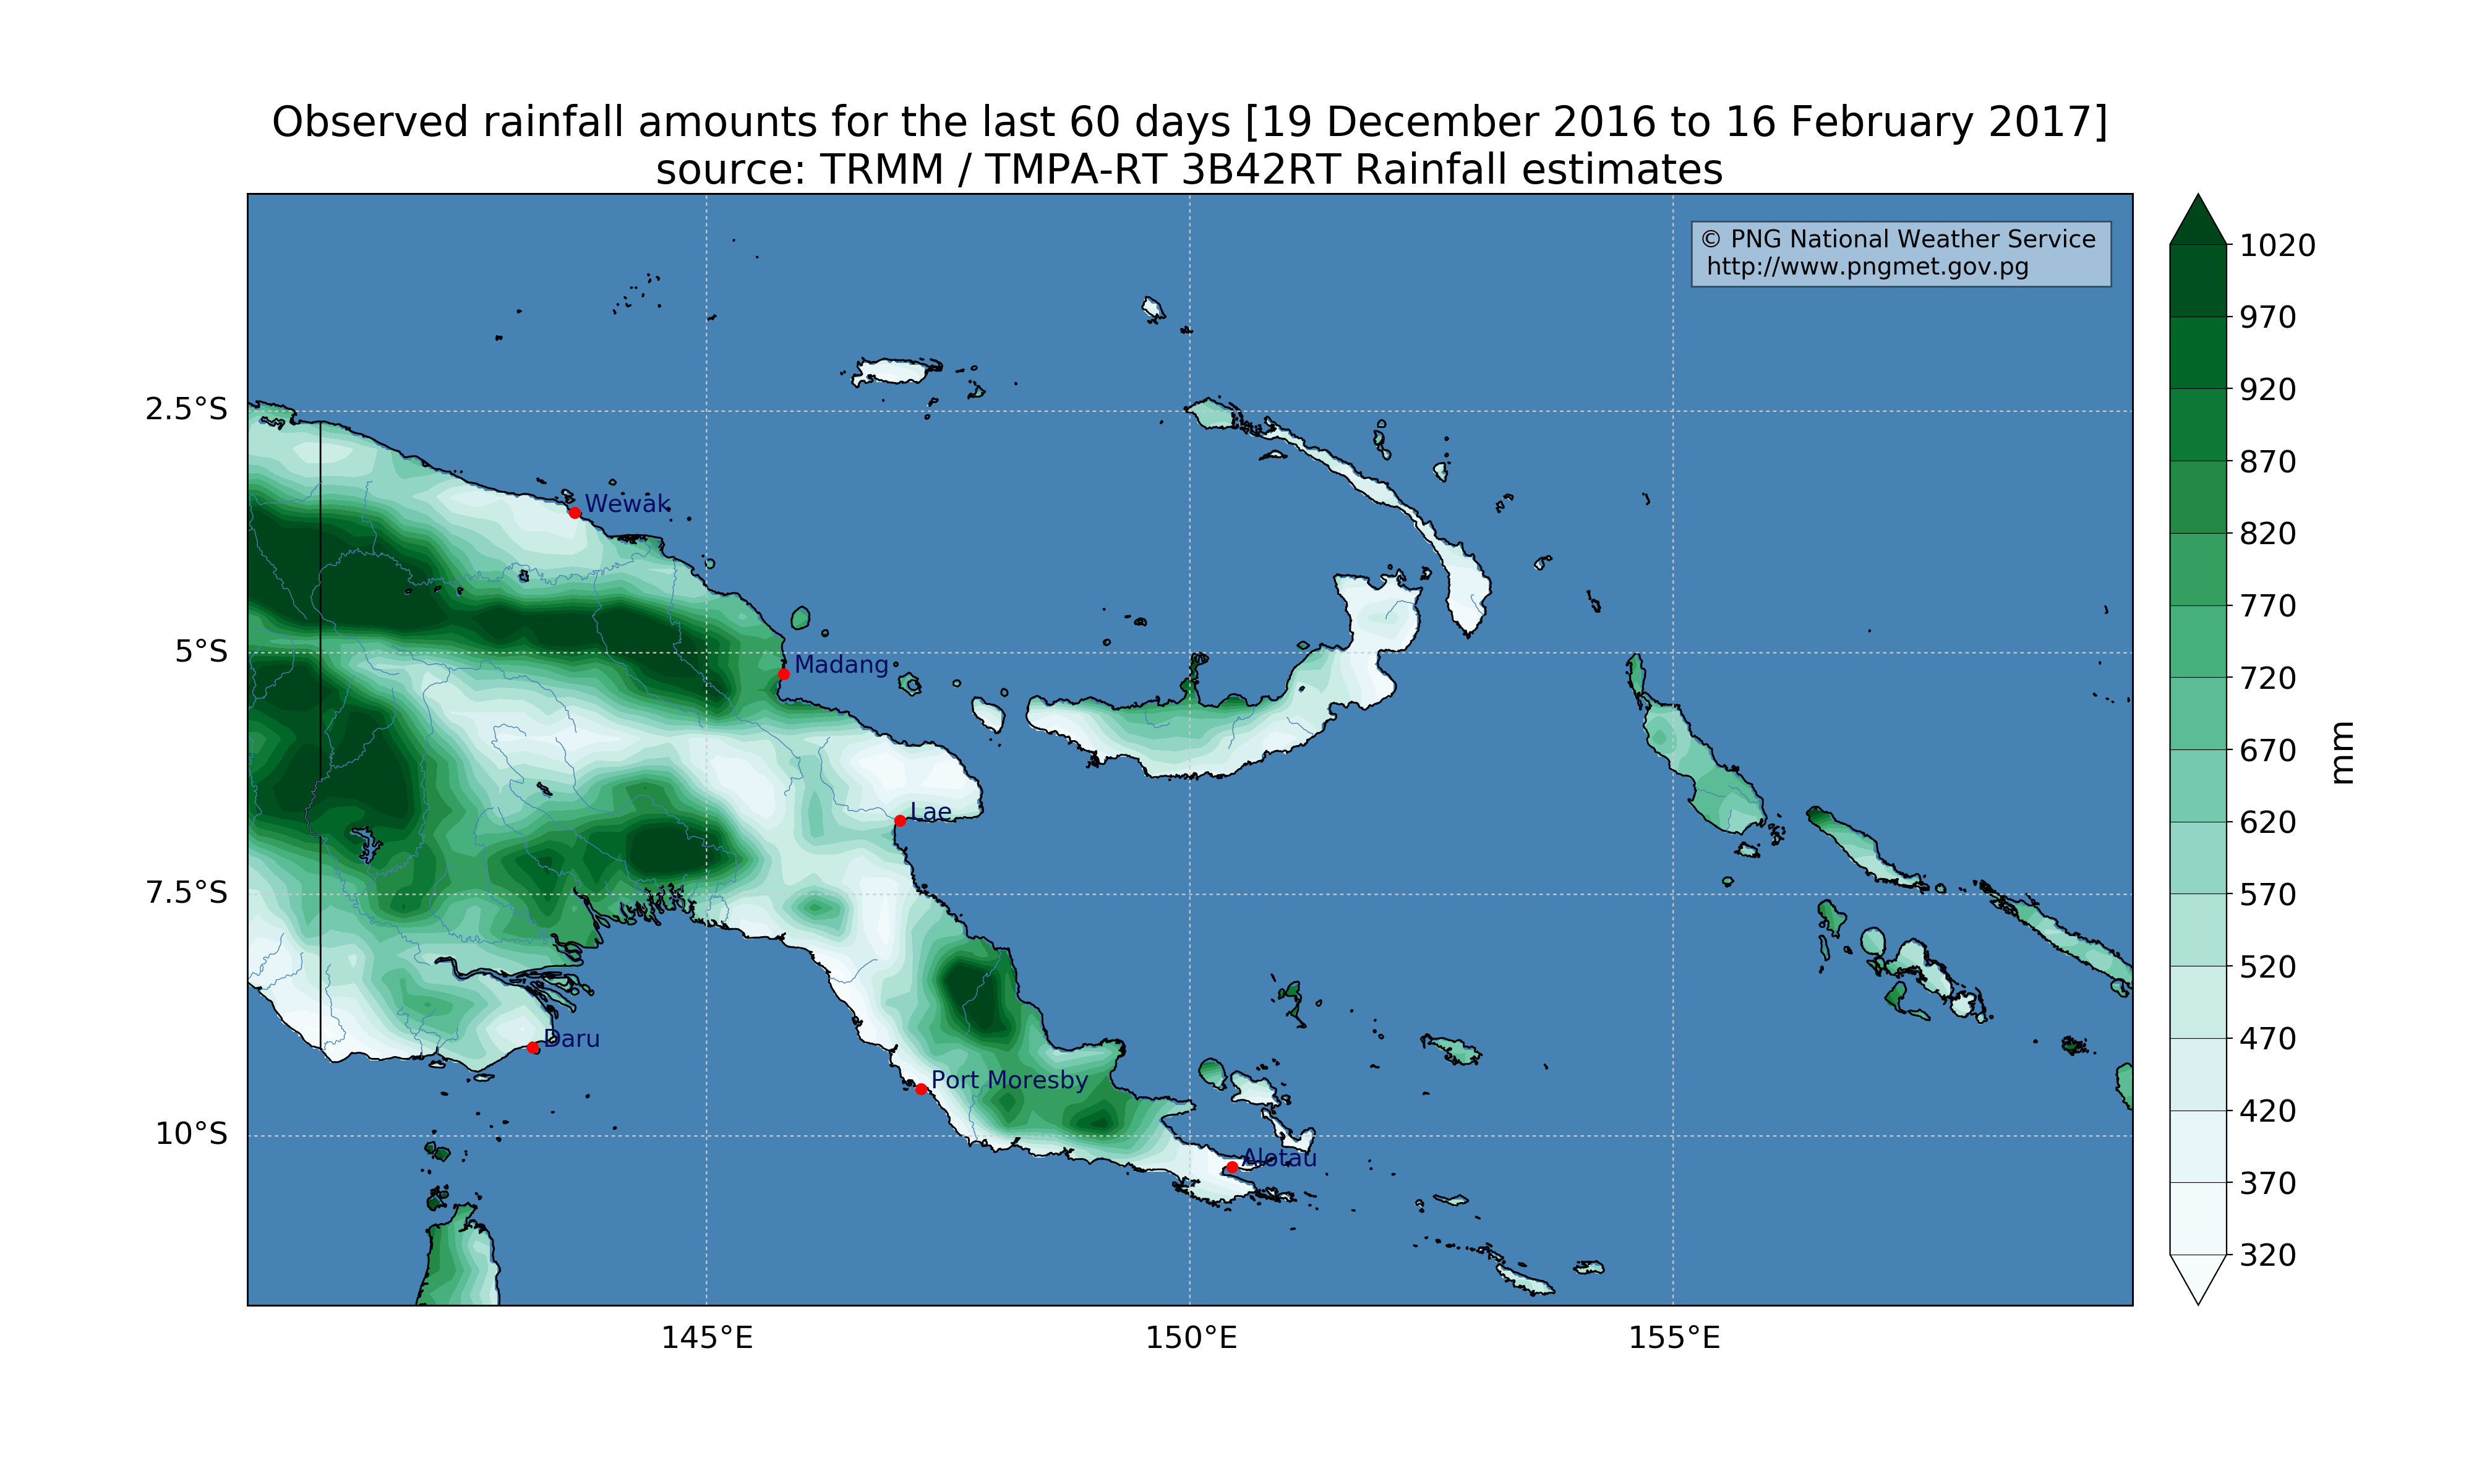 Observed rainfall amounts for the last 60 days [19 December 2016 to 16 February 2017]
source: TRMM / TMPA-RT 3B42RT Rainfall estimates
© PNG National Weather Service
http://www.pngmet.gov.pg
2.5°S
5°S
7.5°S
10°S
145°E
150°E
155°E
Wewak
Madang
Lae
Daru
Port Moresby
Alotau
1020
970
920
870
820
770
720
670
620
570
520
470
420
370
320
mm